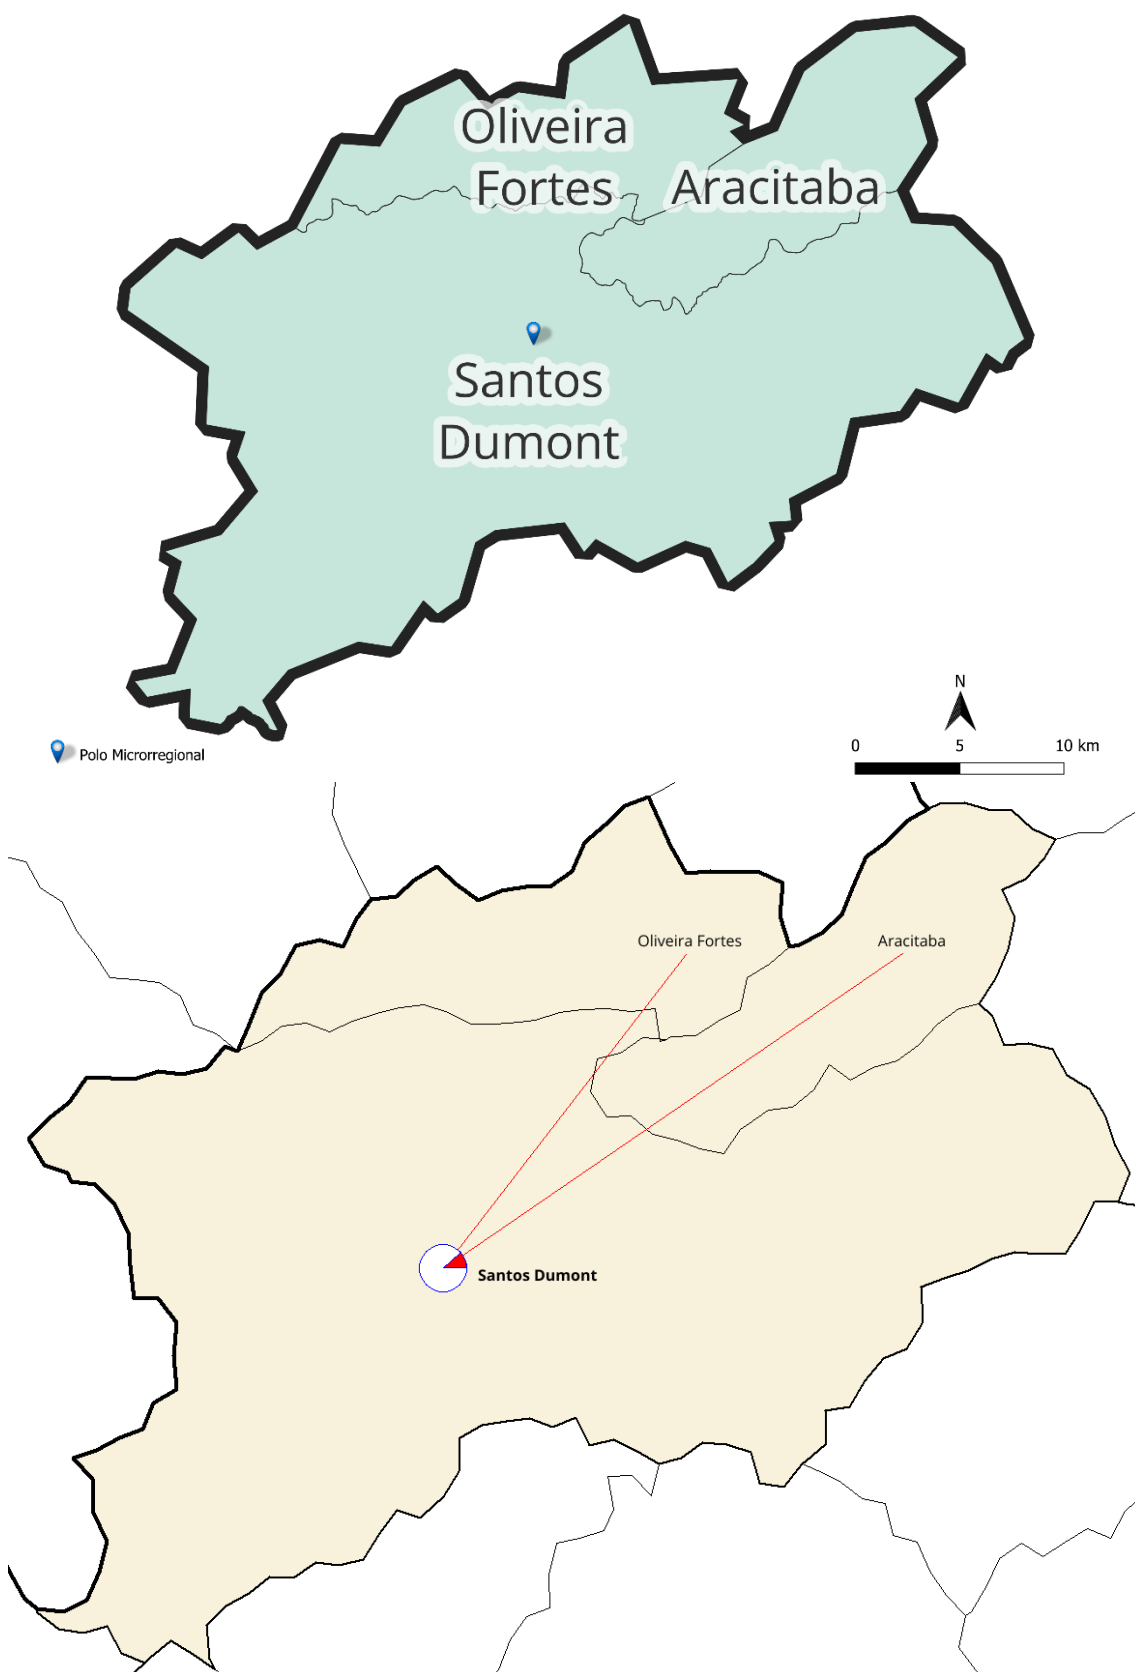 Oliveira
Fortes
Aracitaba
Santos
Dumont
N
Polo Microrregional
0 5 10 km
Oliveira Fortes
Aracitaba
Santos Dumont